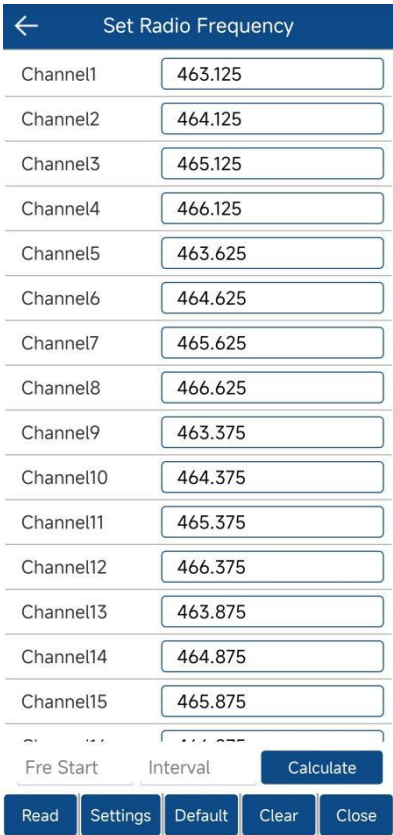 Set Radio Frequency
Channel1 463.125
Channel2 464.125
Channel3 465.125
Channel4 466.125
Channel5 463.625
Channel6 464.625
Channel7 465.625
Channel8 466.625
Channel9 463.375
Channel10 464.375
Channel11 465.375
Channel12 466.375
Channel13 463.875
Channel14 464.875
Channel15 465.875
Fre Start Interval Calculate
Read Settings Default Clear Close